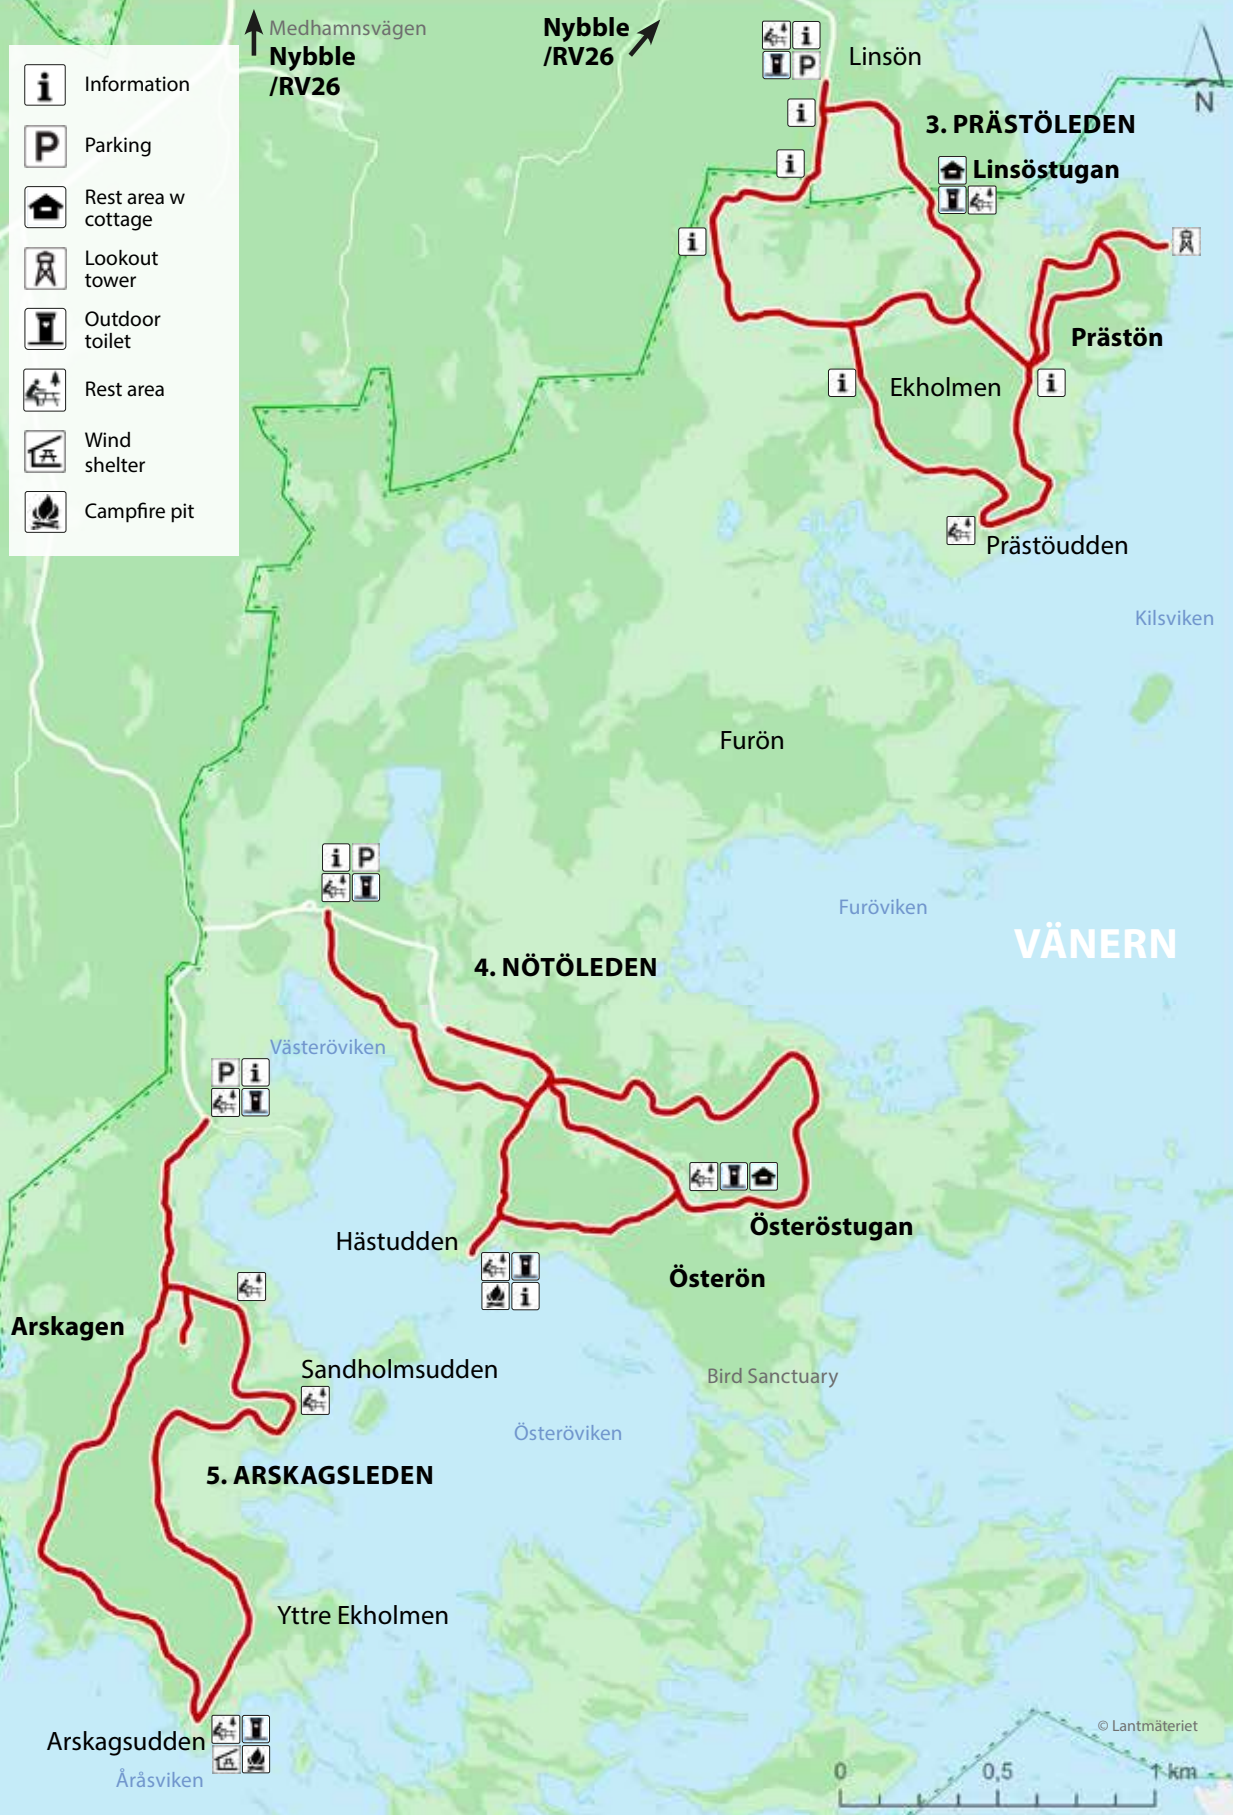 Medhamnsvägen
Nybble
/RV26
Nybble
/RV26
i
Information
P
Parking
Rest area w
cottage
Lookout
tower
Outdoor
toilet
Rest area
Wind
shelter
Campfire pit
i
P
Linsön
N
i
3. PRÄSTÖLEDEN
i
Linsöstugan
i
Prästön
i
Ekholmen
i
Prästöudden
Kilsviken
Furön
i P
Furöviken
VÄNERN
4. NÖTÖLEDEN
Västeröviken
P i
Österöstugan
Hästudden
i
Österön
Arskagen
Sandholmsudden
Bird Sanctuary
Österöviken
5. ARSKAGSLEDEN
Yttre Ekholmen
Arskagsudden
Åråsviken
© Lantmäteriet
0 0,5 1 km